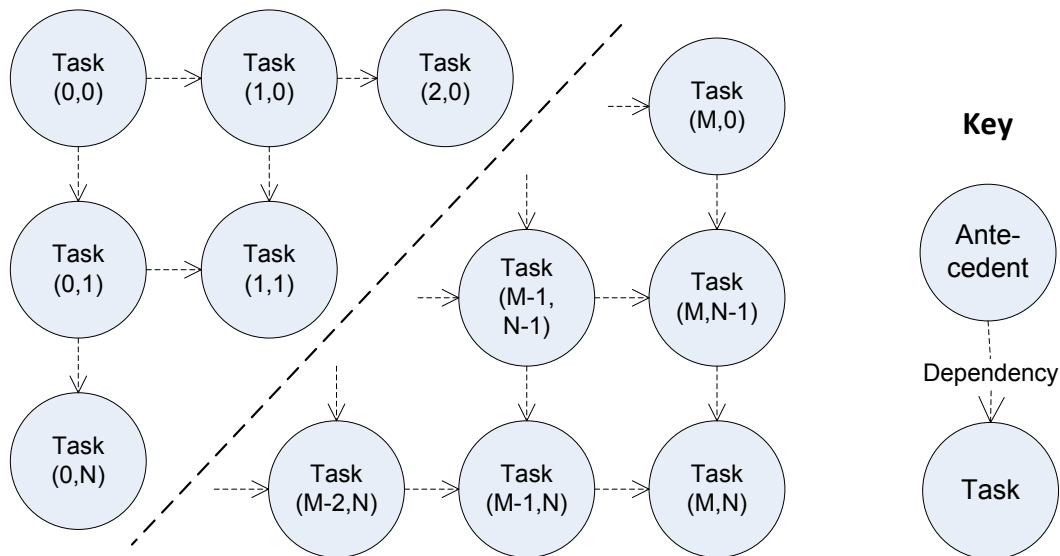 Task
(0,0)
Task
(1,0)
Task
(2,0)
Task
(M,0)
Key
Task
(0,1)
Task
(1,1)
Task
(M-1,
N-1)
Task
(M,N-1)
Ante-
cedent
Dependency
Task
(0,N)
Task
(M-2,N)
Task
(M-1,N)
Task
(M,N)
Task